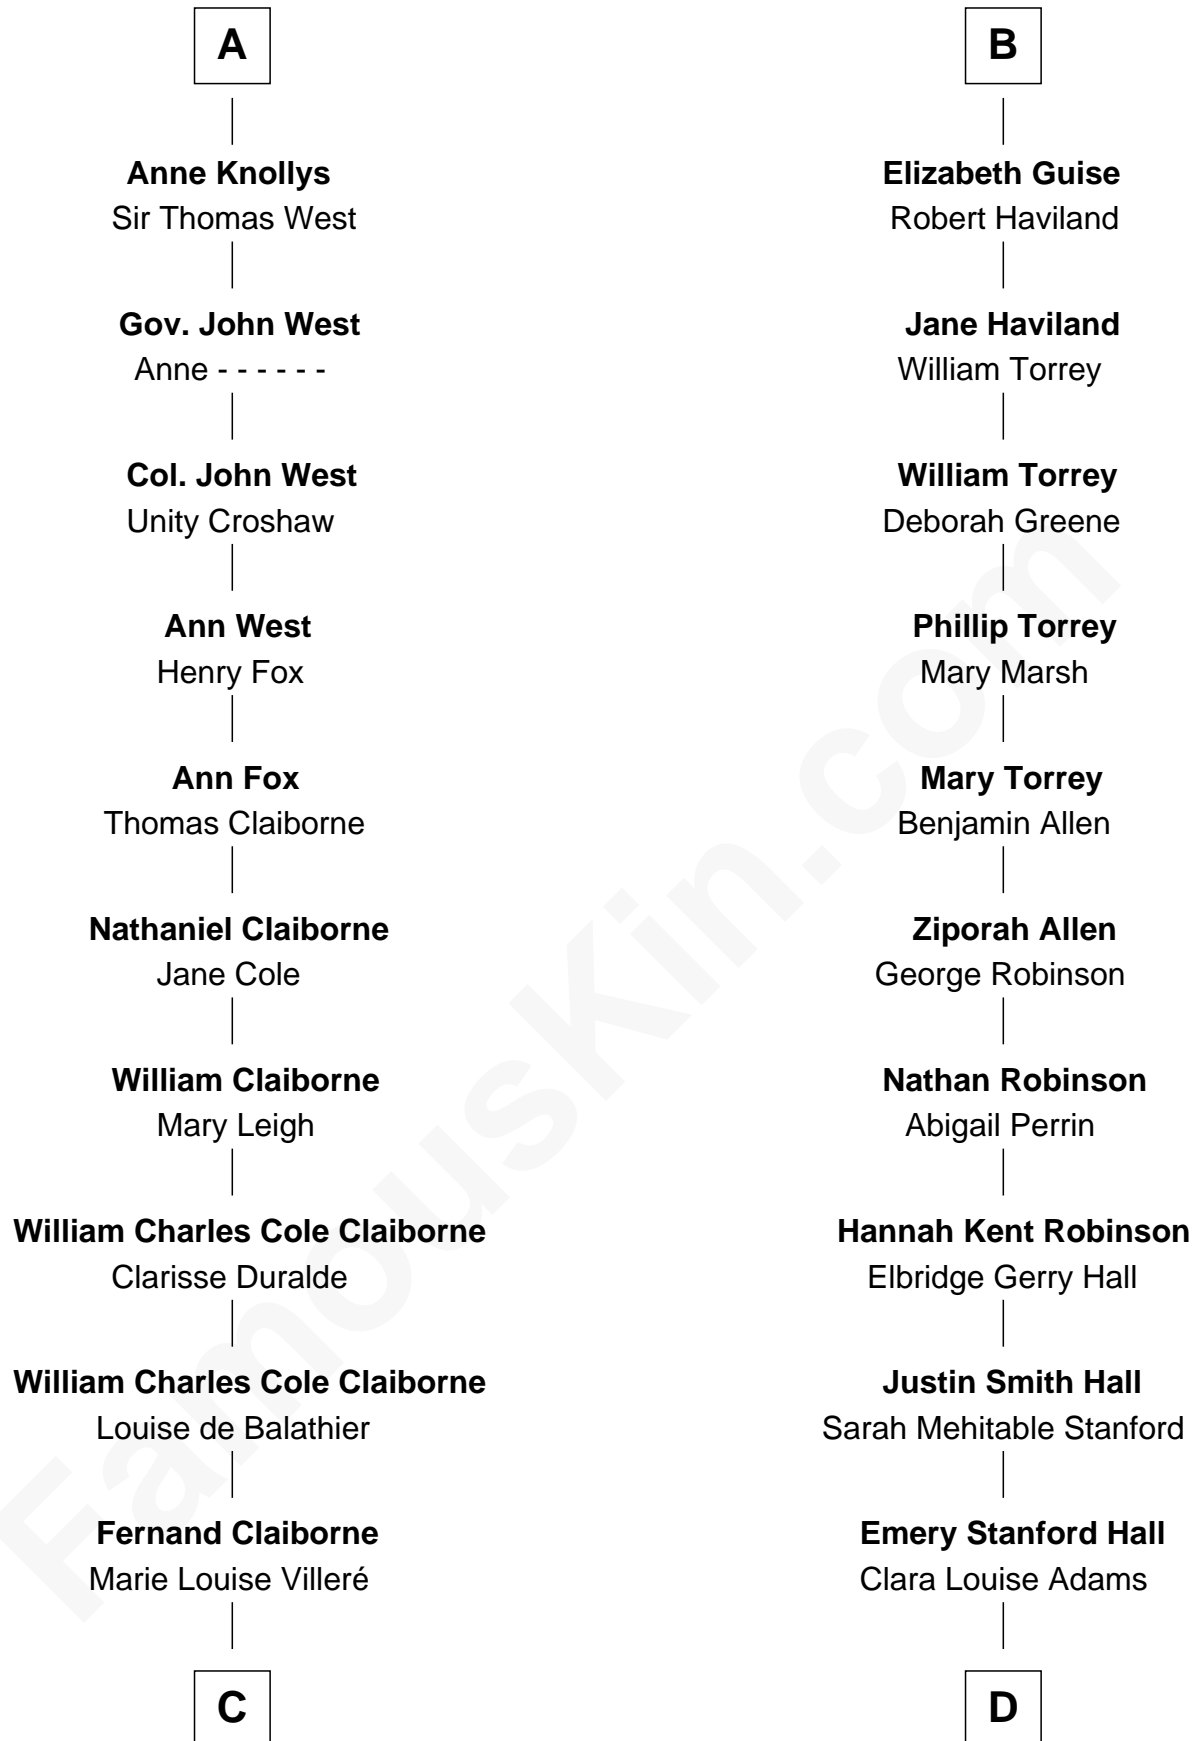 A
Anne Knollys
Sir Thomas West
Gov. John West
Anne - - - - - -
Col. John West
Unity Croshaw
Ann West
Henry Fox
Ann Fox
Thomas Claiborne
Nathaniel Claiborne
Jane Cole
William Claiborne
Mary Leigh
William Charles Cole Claiborne
Clarisse Duralde
William Charles Cole Claiborne
Louise de Balathier
Fernand Claiborne
Marie Louise Villeré
C
B
Elizabeth Guise
Robert Haviland
Jane Haviland
William Torrey
William Torrey
Deborah Greene
Phillip Torrey
Mary Marsh
Mary Torrey
Benjamin Allen
Ziporah Allen
George Robinson
Nathan Robinson
Abigail Perrin
Hannah Kent Robinson
Elbridge Gerry Hall
Justin Smith Hall
Sarah Mehitable Stanford
Emery Stanford Hall
Clara Louise Adams
D
FamousKin.com